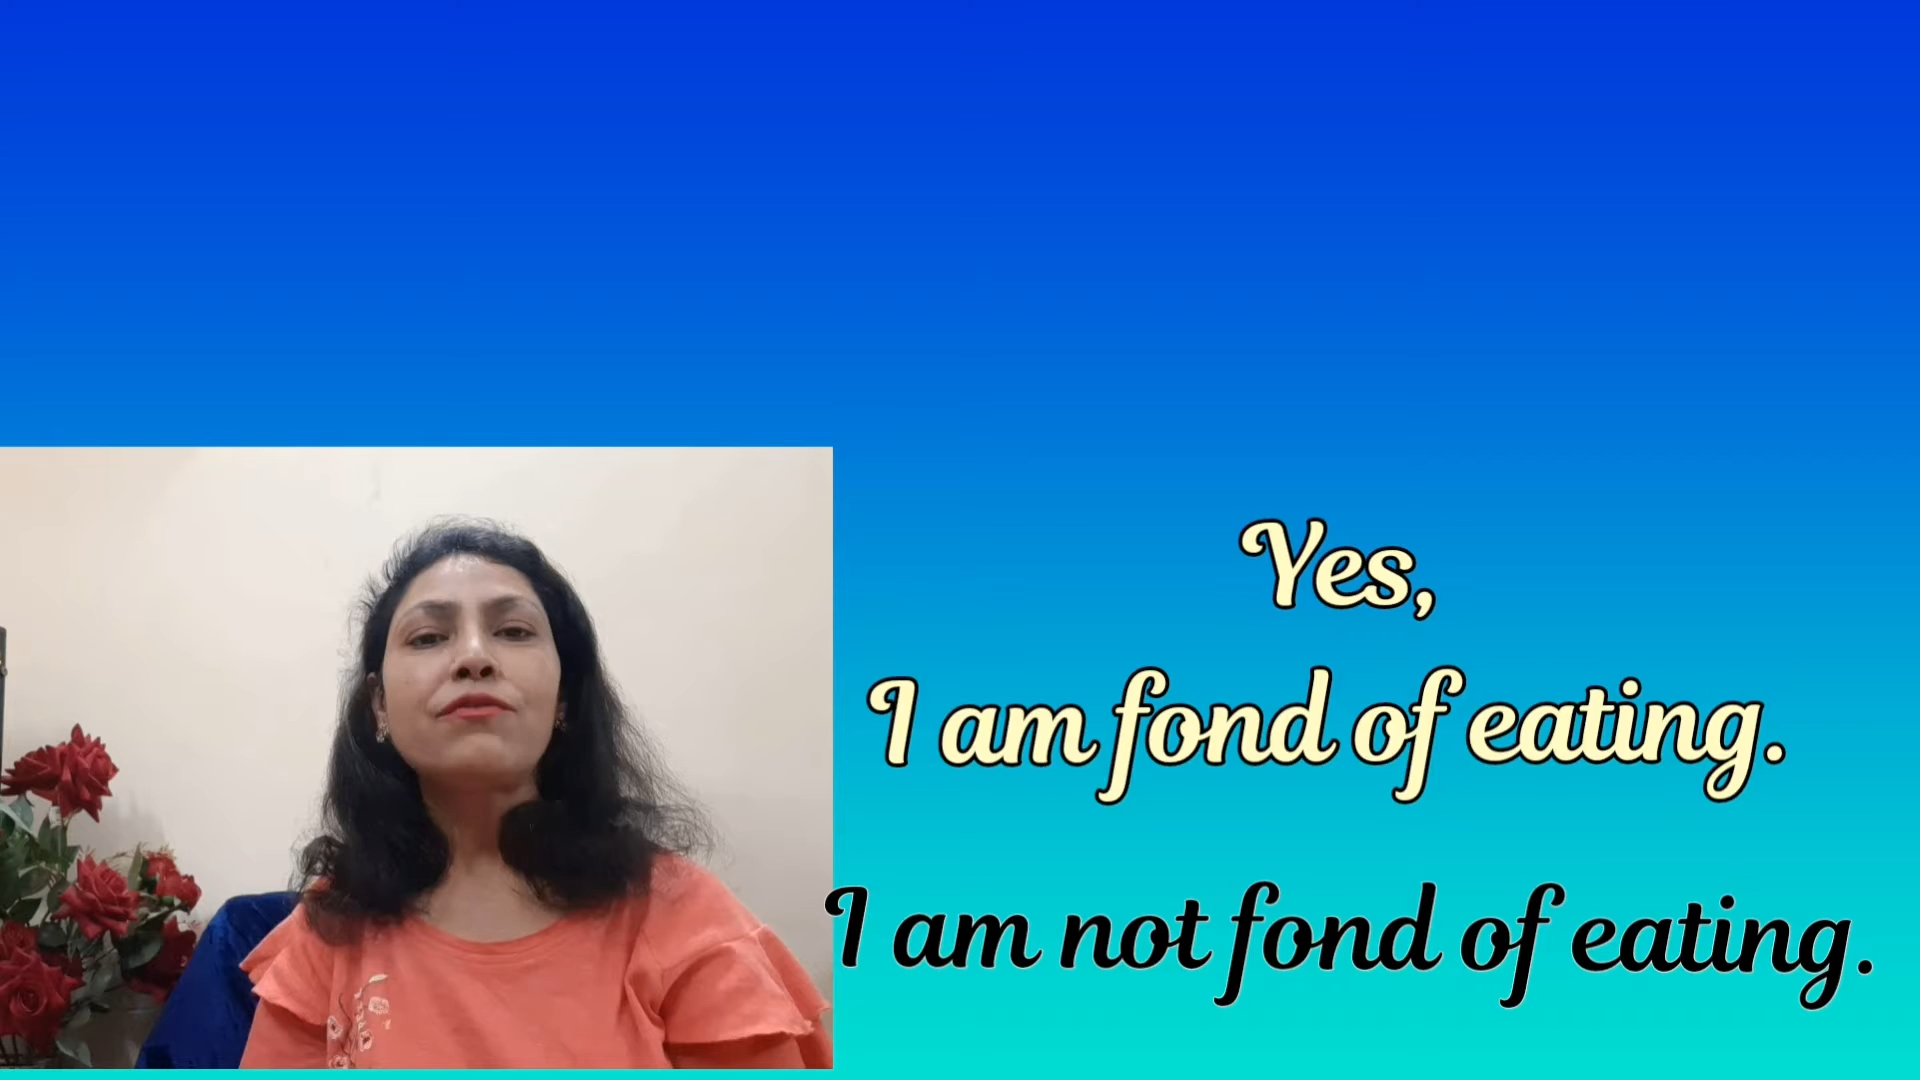 Yes,
I am fond of eating.
I am not fond of eating.